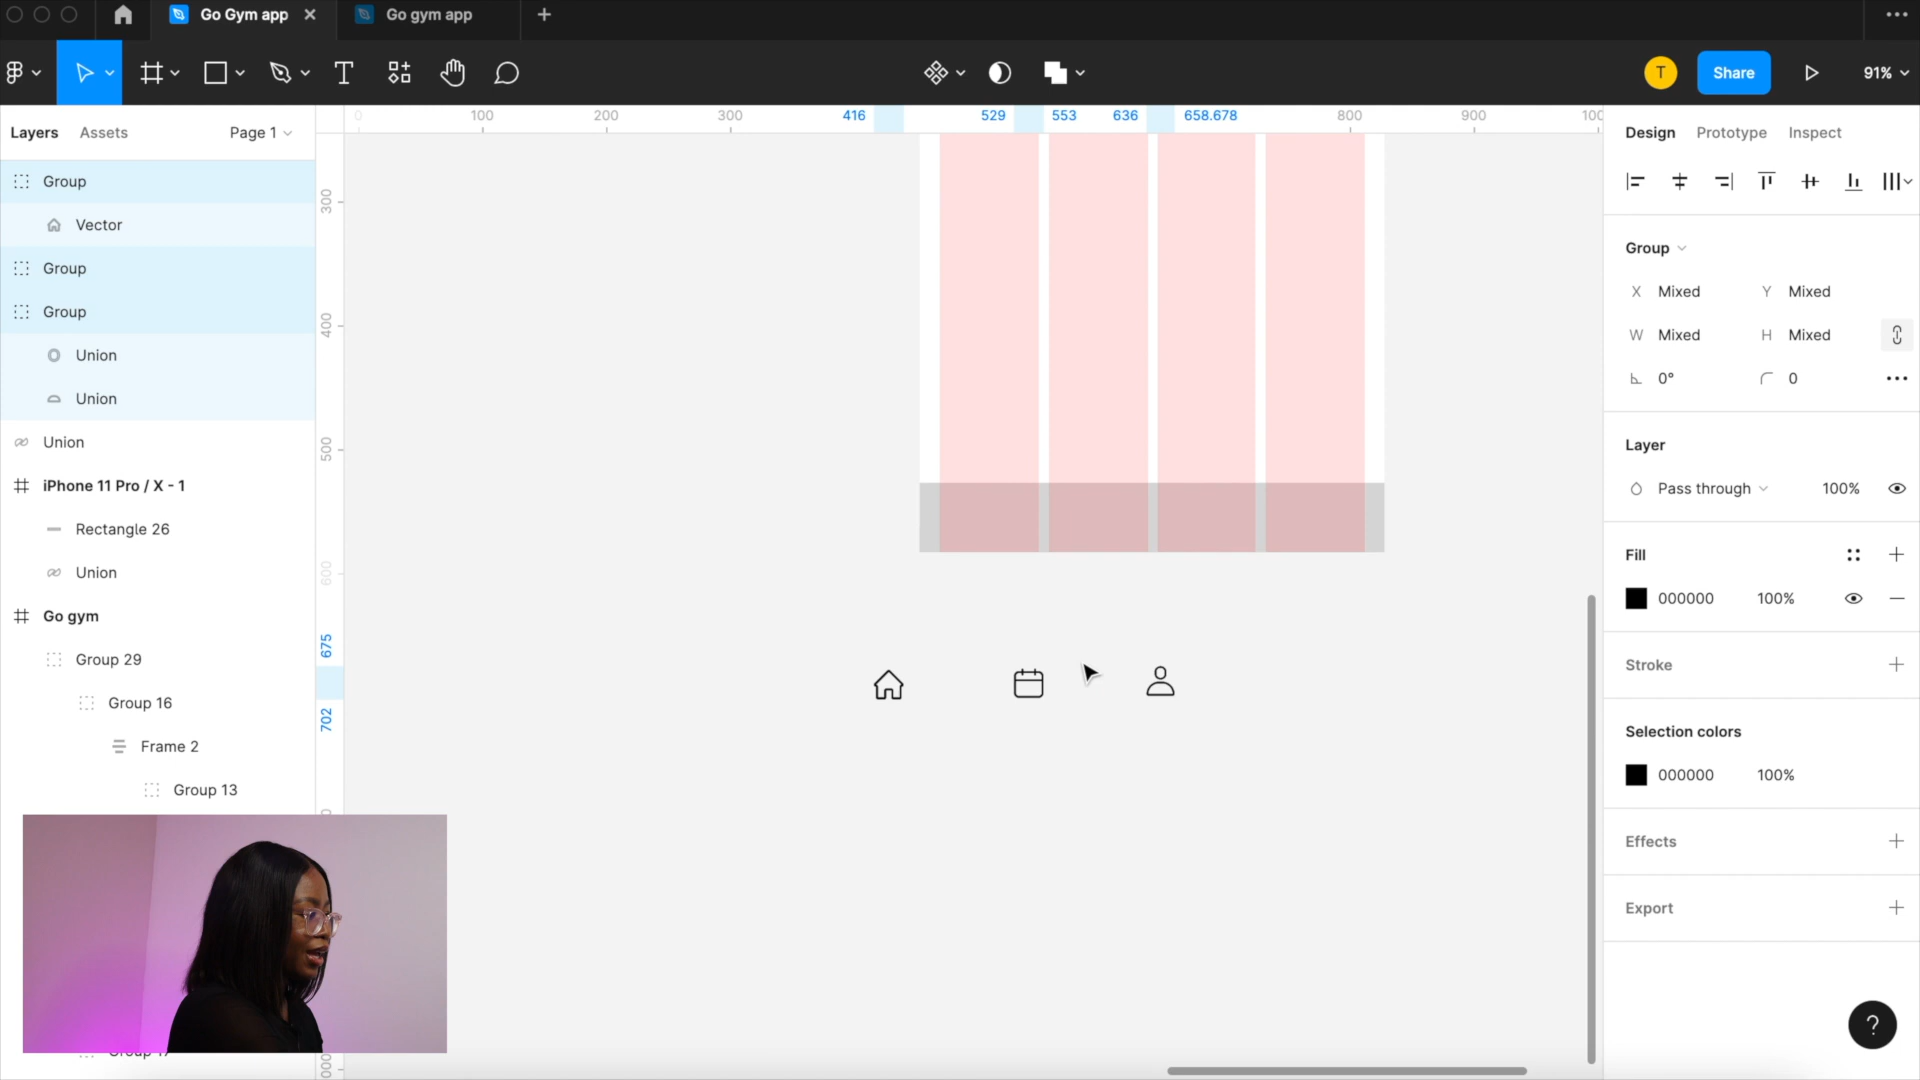 Go Gym app
Go gym app
Share
91%
T
416
529
553
636
658.678
0
100
200
300
800
900
Layers
Assets
Page 1
Group
Vector
Group
Group
Union
Union
Union
iPhone 11 Pro / X - 1
Rectangle 26
Union
Go gym
Group 29
Group 16
Frame 2
Group 13
300
400
500
600
675
702
Design
Prototype
Inspect
Group
X Mixed
Y Mixed
W Mixed
H Mixed
0°
0
Layer
Pass through
100%
Fill
000000
100%
Stroke
Selection colors
000000
100%
Effects
Export
?